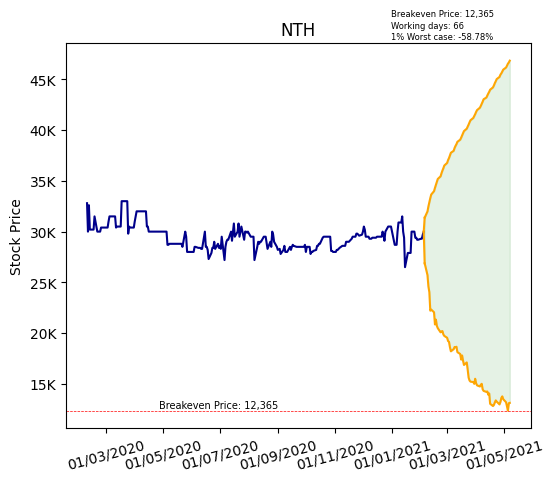 Breakeven Price: 12,365
Working days: 66
1% Worst case: -58.78%
NTH
Stock Price
45K
40K
35K
30K
25K
20K
15K
Breakeven Price: 12,365
01/03/2020
01/05/2020
01/07/2020
01/09/2020
01/11/2020
01/01/2021
01/03/2021
01/05/2021